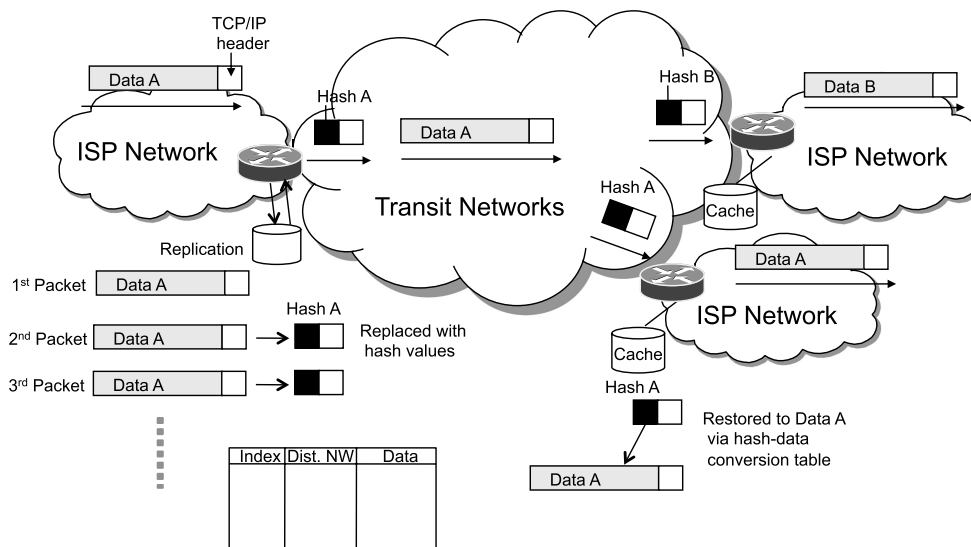 TCP/IP
header
Data A
ISP Network
Hash A
Data A
Transit Networks
Hash B
Data B
ISP Network
Cache
Hash A
Data A
ISP Network
Cache
Replication
1st Packet
Data A
2nd Packet
Data A
Hash A
Replaced with
hash values
3rd Packet
Data A
Hash A
Restored to Data A
via hash-data
conversion table
Data A
Index Dist. NW Data